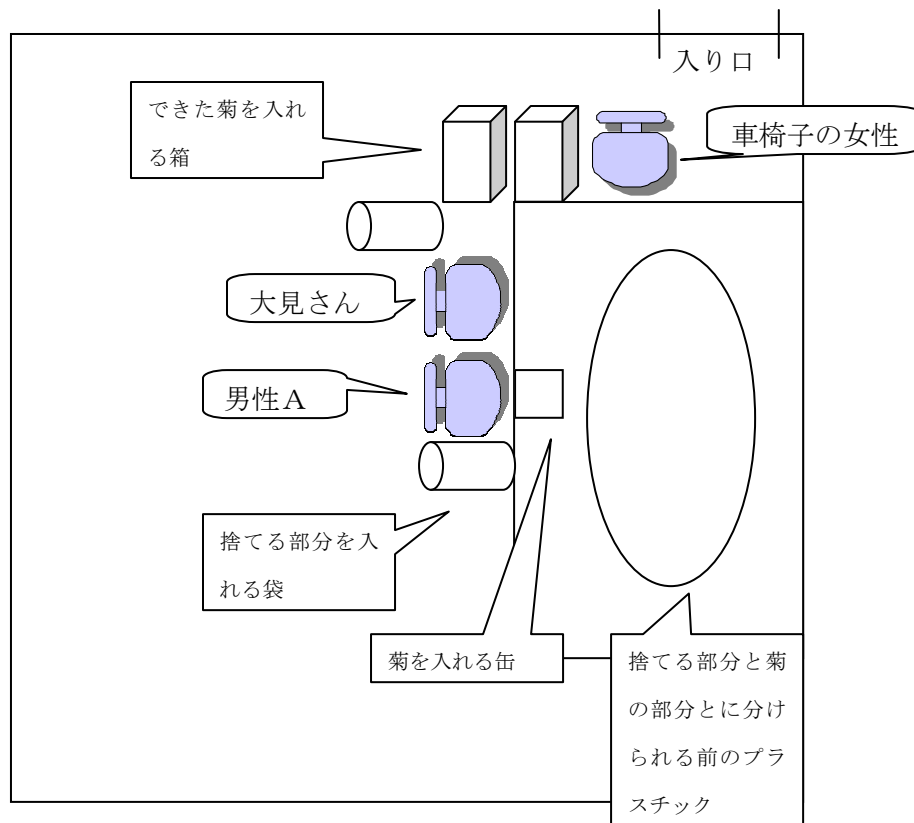 入り口
できた菊を入れ
る箱
車椅子の女性
大見さん
男性A
捨てる部分を入
れる袋
菊を入れる缶
捨てる部分と菊
の部分とに分け
られる前のプラ
スチック